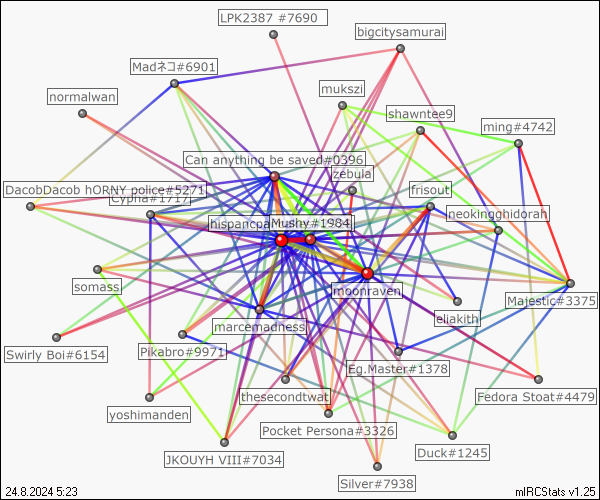 LPK2387 #7690
bigcitysamurai
Madネコ#6901
normalwan
mukszi
shawntee9
ming#4742
Can anything be saved#0396
zebula
DacobDacob hORNY police#5271
Cypha#1717
frisout
neokingghidorah
hispancpa
Mushy#1984
somass
moonraven
Majestic#3375
eliakith
marcemadness
Swirly Boi#6154
Pikabro#9971
Eg.Master#1378
thesecondtwat
Fedora Stoat#4479
yoshimanden
Pocket Persona#3326
JKOUYH VIII#7034
Duck#1245
Silver#7938
24.8.2024 5:23
mIRCStats v1.25